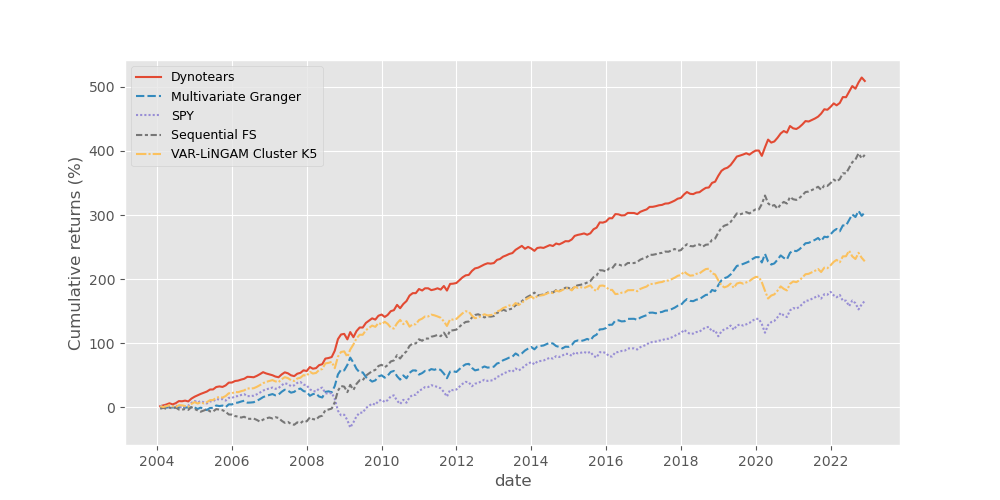 Dynotears
Multivariate Granger
SPY
Sequential FS
VAR-LiNGAM Cluster K5
Cumulative returns (%)
500
400
300
200
100
0
2004 2006 2008 2010 2012 2014 2016 2018 2020 2022
date